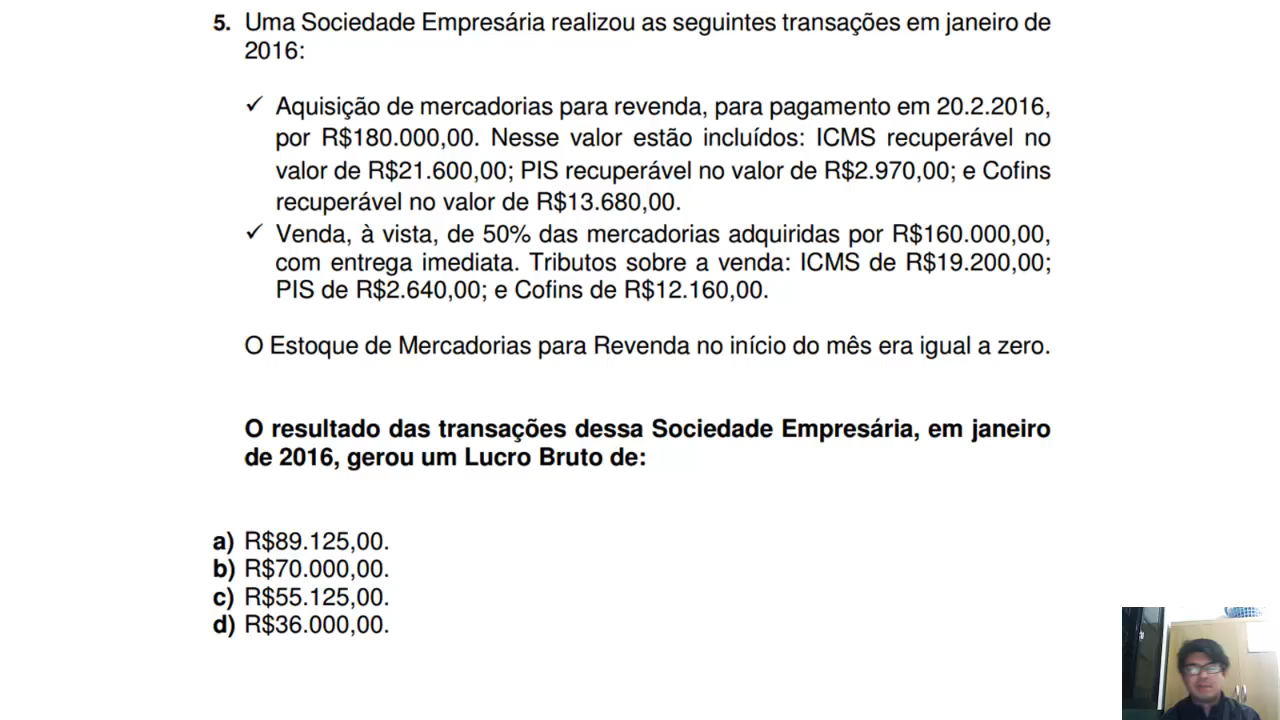 5. Uma Sociedade Empresária realizou as seguintes transações em janeiro de
2016:
✓ Aquisição de mercadorias para revenda, para pagamento em 20.2.2016,
por R$180.000,00. Nesse valor estão incluídos: ICMS recuperável no
valor de R$21.600,00; PIS recuperável no valor de R$2.970,00; e Cofins
recuperável no valor de R$13.680,00.
✓ Venda, à vista, de 50% das mercadorias adquiridas por R$160.000,00,
com entrega imediata. Tributos sobre a venda: ICMS de R$19.200,00;
PIS de R$2.640,00; e Cofins de R$12.160,00.
O Estoque de Mercadorias para Revenda no início do mês era igual a zero.
O resultado das transações dessa Sociedade Empresária, em janeiro
de 2016, gerou um Lucro Bruto de:
a) R$89.125,00.
b) R$70.000,00.
c) R$55.125,00.
d) R$36.000,00.